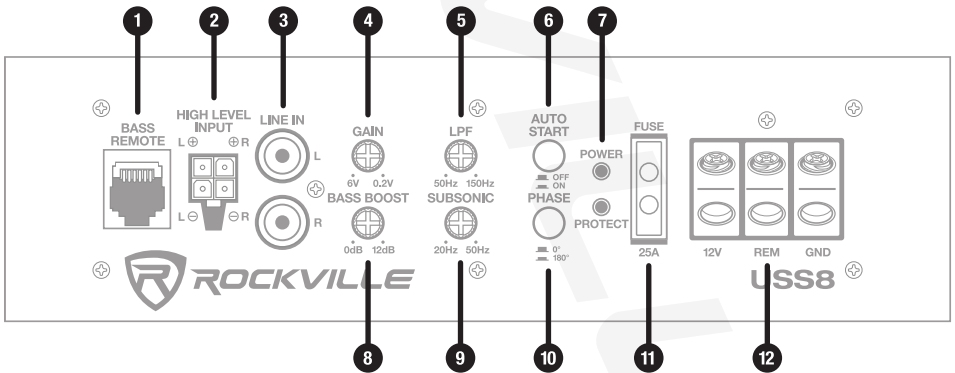 1 2 3 4 5 6 7
BASS REMOTE
HIGH LEVEL INPUT
L ⊕ ⊕ R
L ⊖ ⊖ R
LINE IN
L
R
GAIN
6V 0.2V
LPF
50Hz 150Hz
AUTO START
OFF
ON
POWER
PROTECT
FUSE
25A
BASS BOOST
0dB 12dB
SUBSONIC
20Hz 50Hz
PHASE
0°
180°
12V REM GND
R ROCKVILLE
USS8
8 9 10 11 12